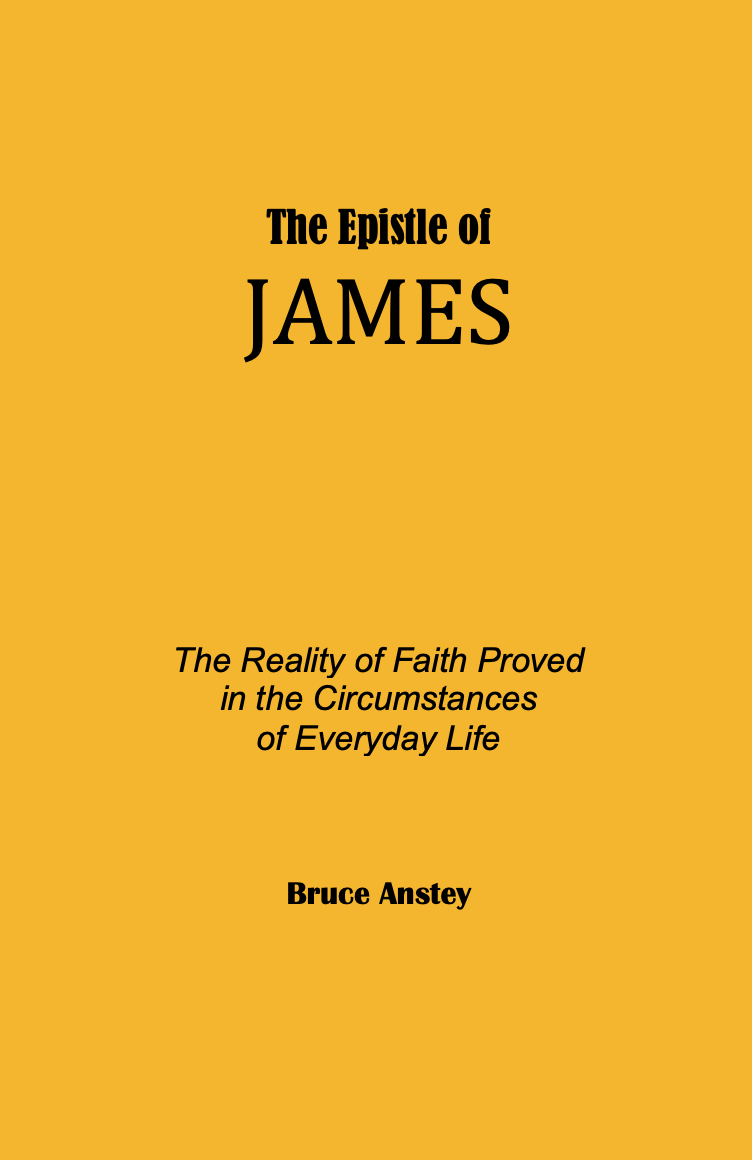 The Epistle of
JAMES
The Reality of Faith Proved
in the Circumstances
of Everyday Life
Bruce Anstey